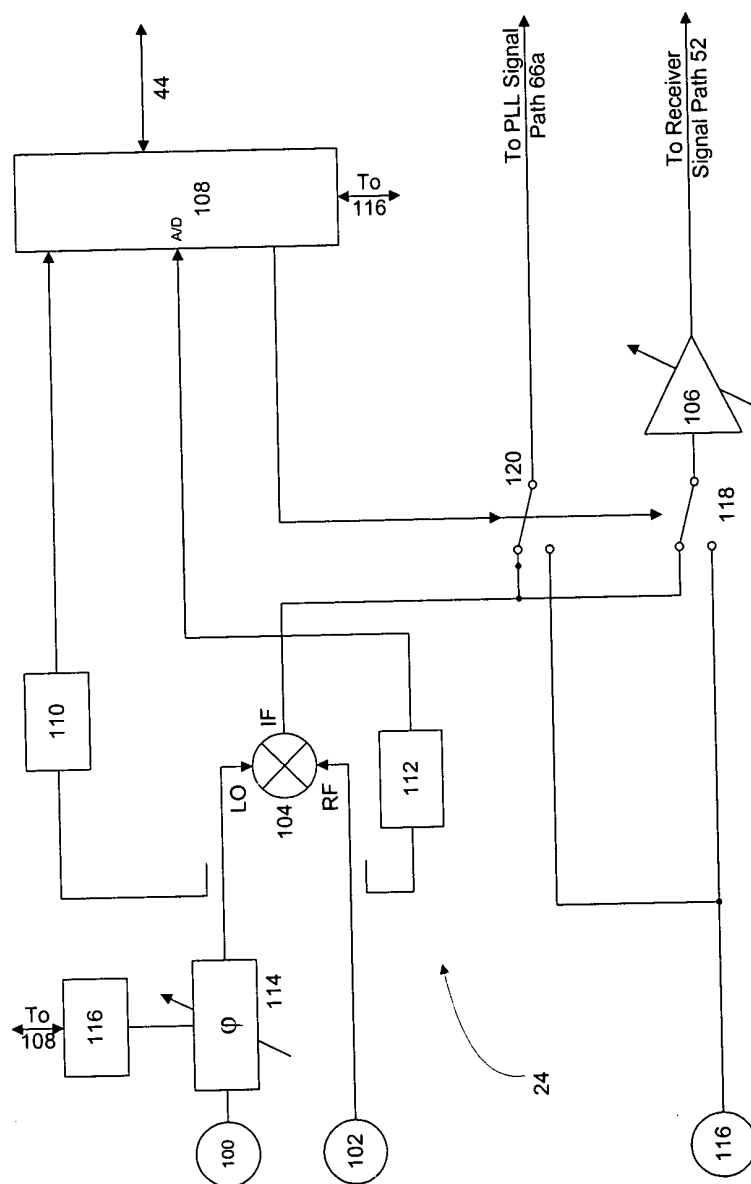 44
To
108
116
108
A/D
To
116
φ
114
100
110
LO
IF
104
RF
102
112
24
To PLL Signal
Path 66a
120
To Receiver
Signal Path 52
106
118
116